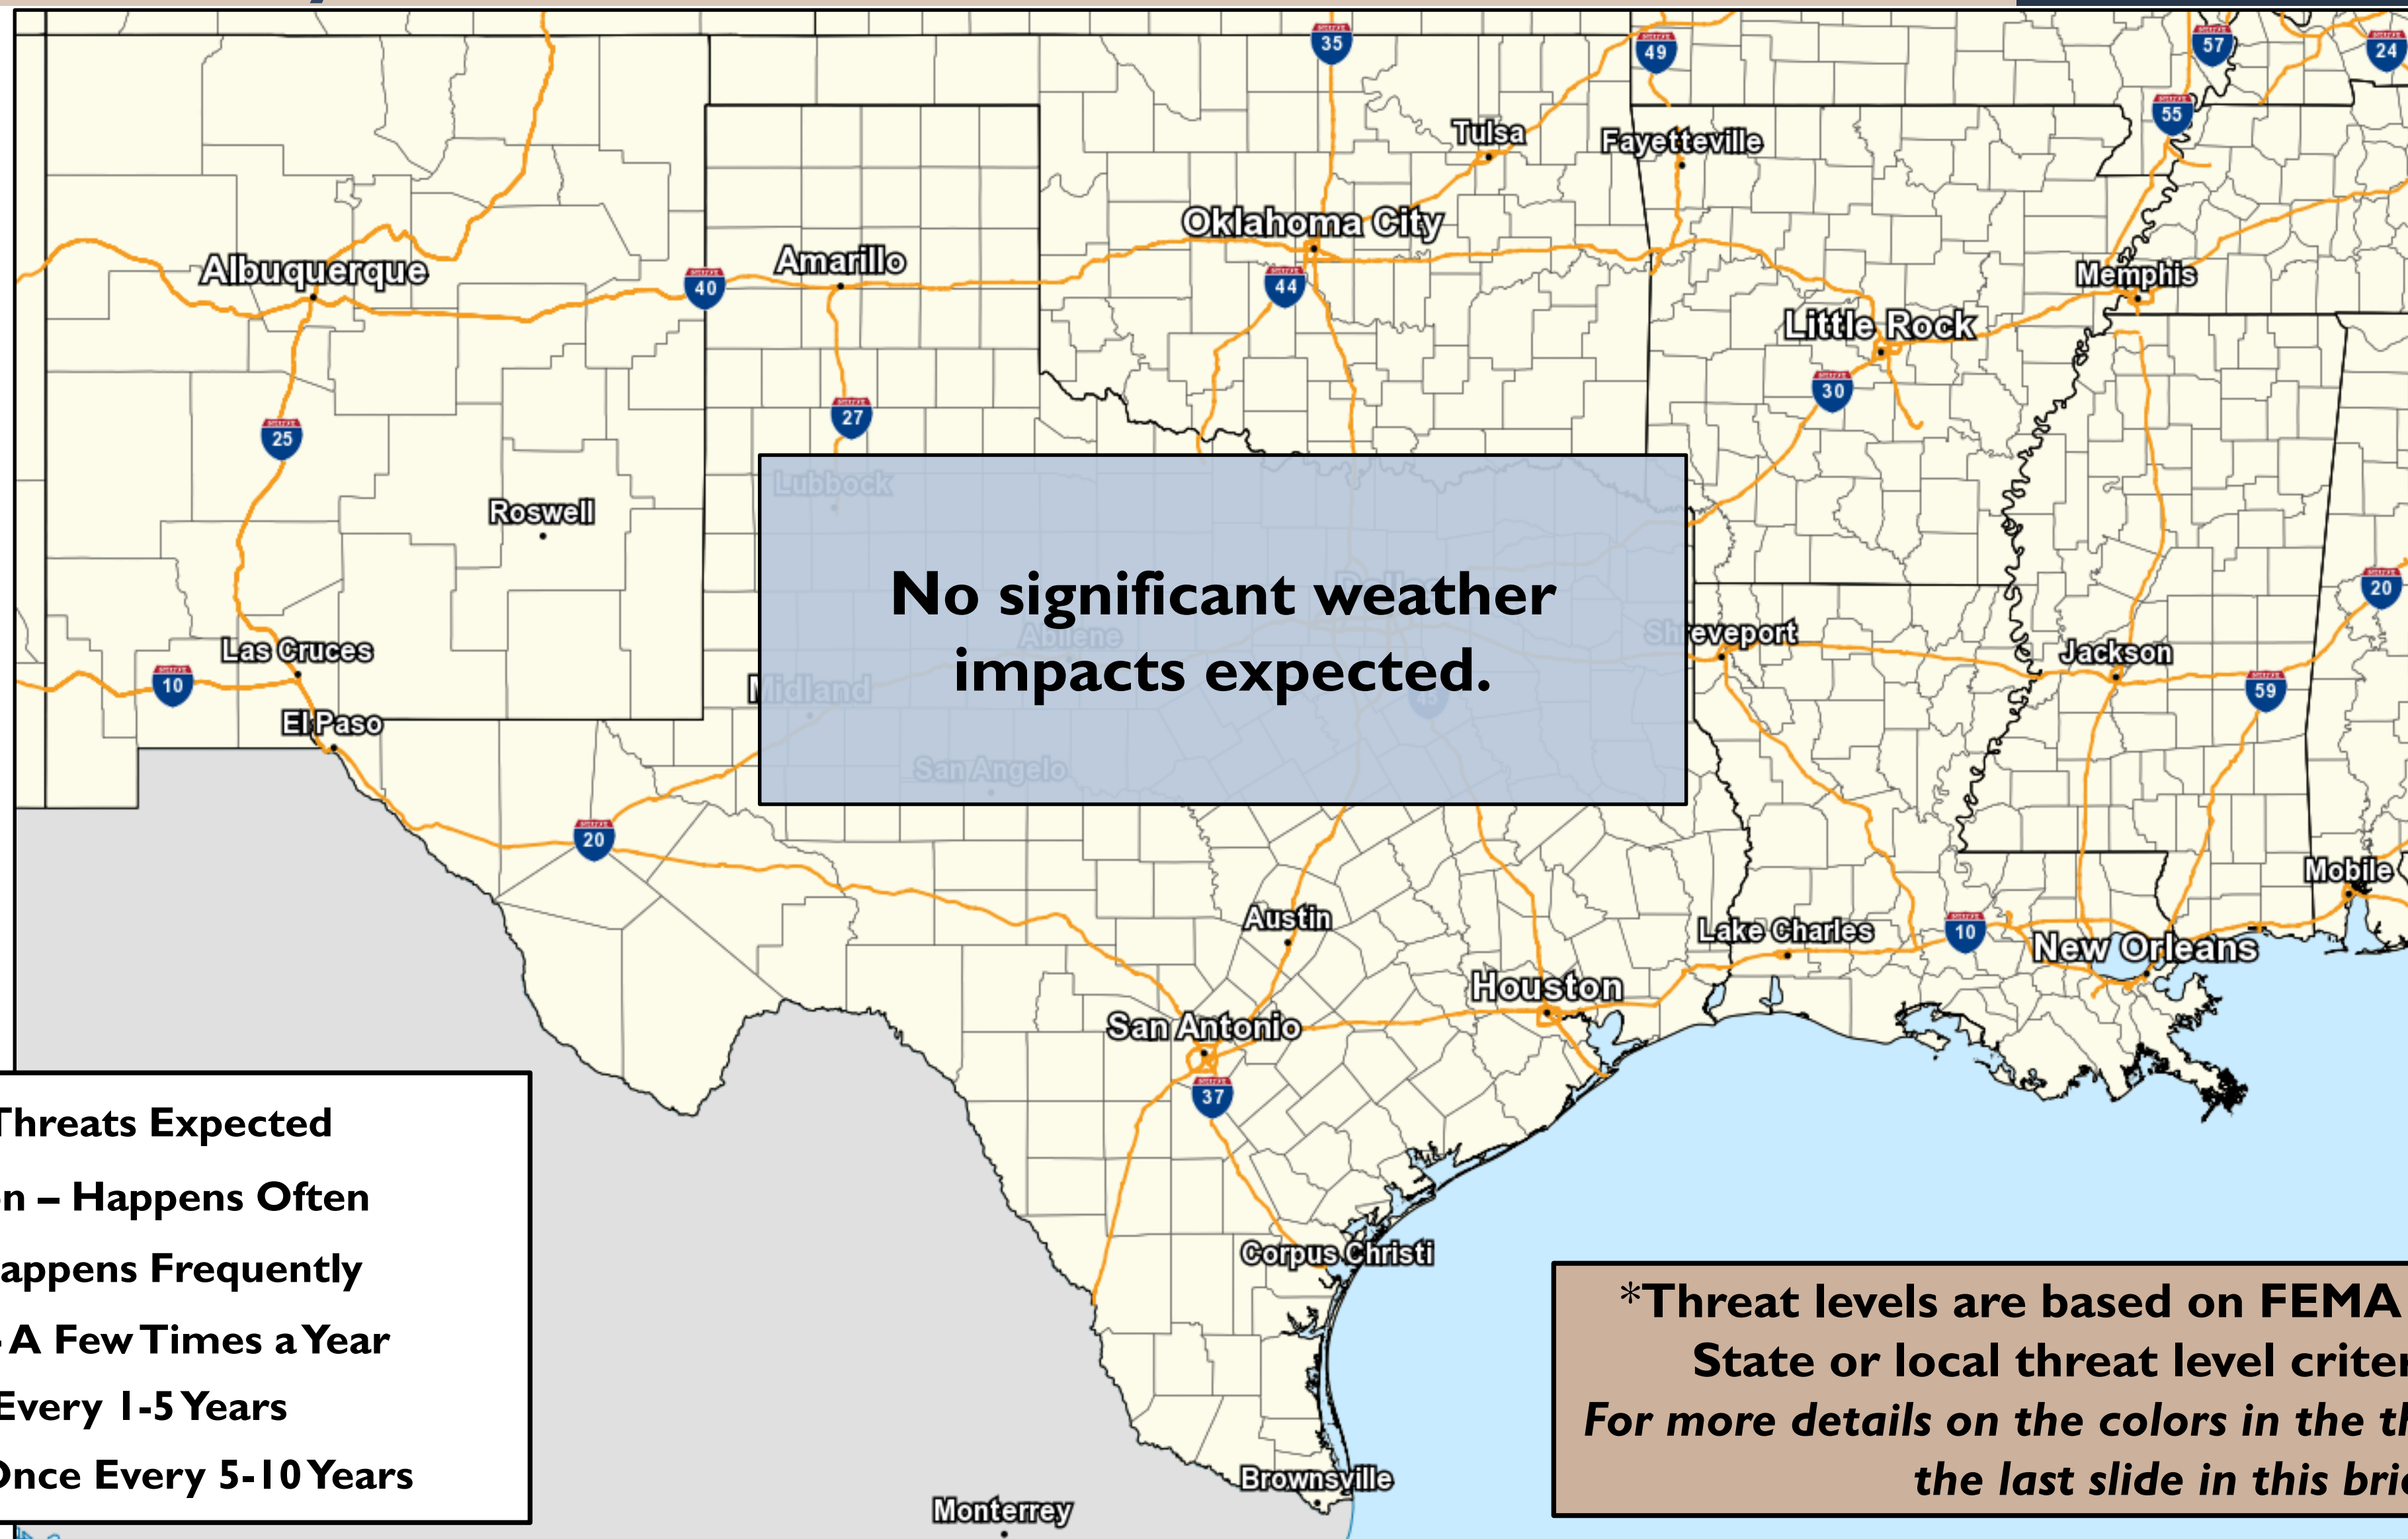 35
49
57
24
55
Tulsa
Fayetteville
Oklahoma City
Albuquerque
Amarillo
40
44
Memphis
Little Rock
30
27
25
Lubbock
Roswell
No significant weather
impacts expected.
Dallas
20
Abilene
Shreveport
Las Cruces
Jackson
10
Midland
45
59
El Paso
San Angelo
20
Mobile
Austin
Lake Charles
10
New Orleans
Houston
San Antonio
37
Threats Expected
n – Happens Often
Corpus Christi
appens Frequently
- A Few Times a Year
Every 1-5 Years
Once Every 5-10 Years
*Threat levels are based on FEMA
State or local threat level criter
For more details on the colors in the th
the last slide in this brie
Brownsville
Monterrey